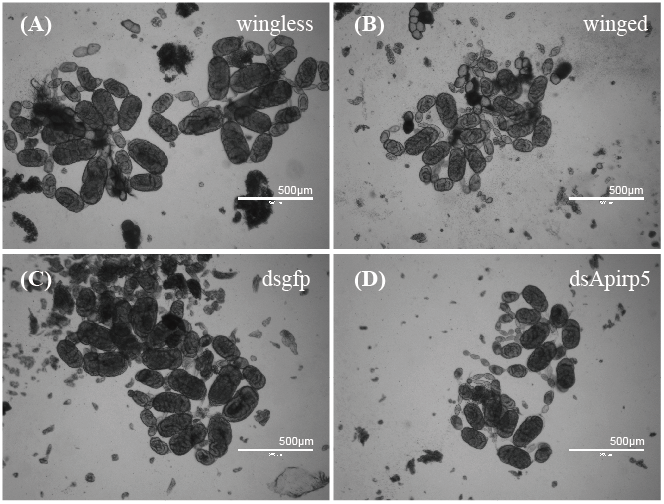 (A) wingless
500μm
(B) winged
500μm
(C) dsgfp
500μm
(D) dsApirp5
500μm